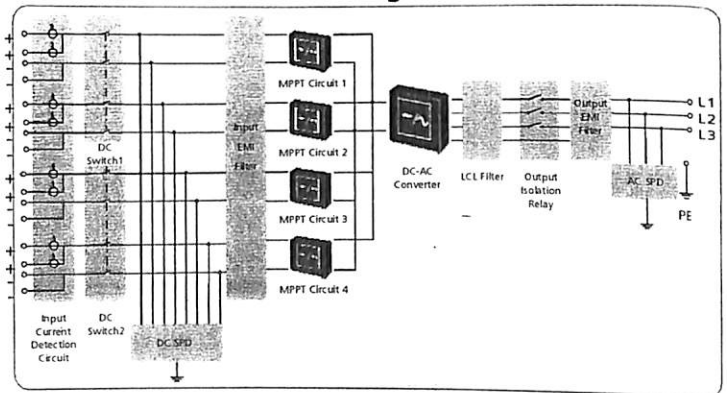 +
+
-
-
+
+
-
-
+
+
-
-
+
+
-
-
Input
Current
Detection
Circuit
DC
Switch1
DC
Switch2
DC SPD
Input
EMI
Filter
MPPT Circuit 1
MPPT Circuit 2
MPPT Circuit 3
MPPT Circuit 4
DC-AC
Converter
LCL Filter
Output
Isolation
Relay
Output
EMI
Filter
AC SPD
L1
L2
L3
PE